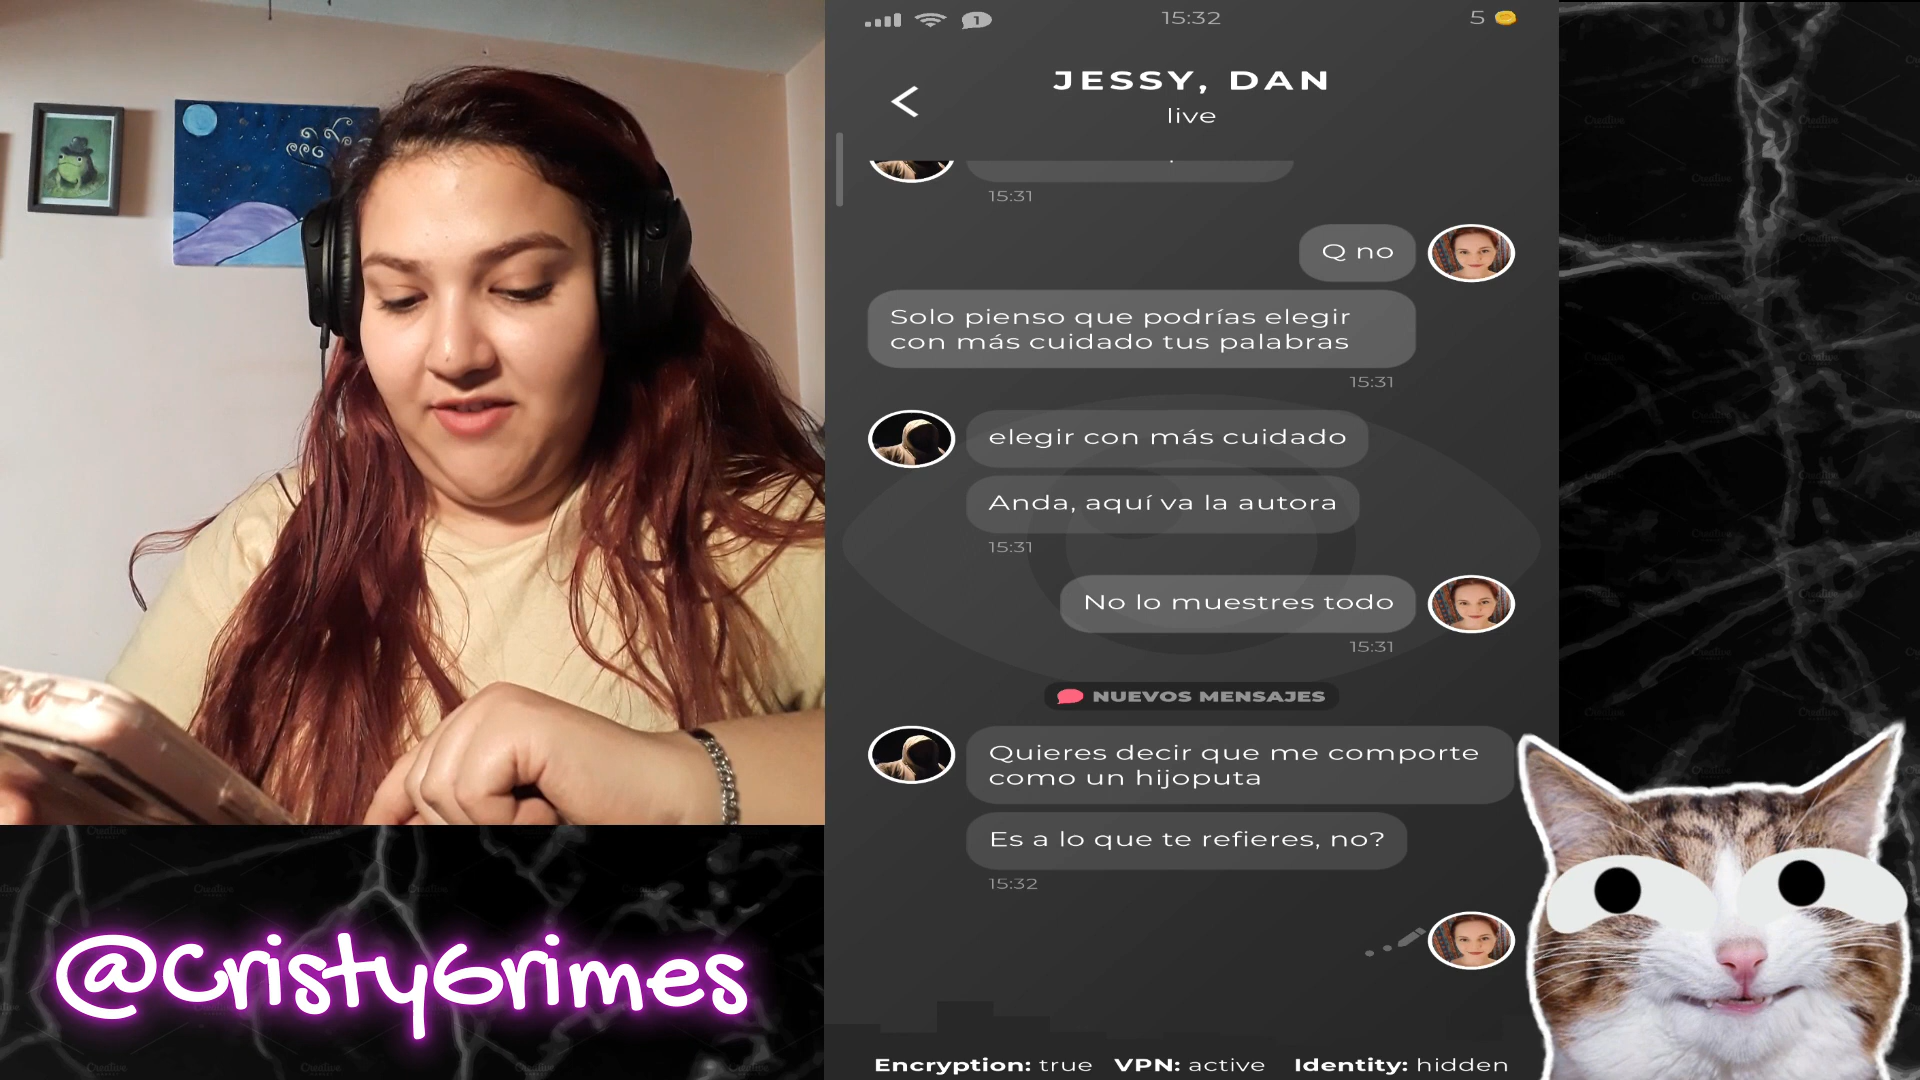 15:32
5
1
JESSY, DAN
live
15:31
Q no
Solo pienso que podrías elegir
con más cuidado tus palabras
15:31
elegir con más cuidado
Anda, aquí va la autora
15:31
No lo muestres todo
15:31
NUEVOS MENSAJES
Quieres decir que me comporte
como un hijoputa
Es a lo que te refieres, no?
15:32
Encryption: true VPN: active Identity: hidden
@CristyGrimes
Creative